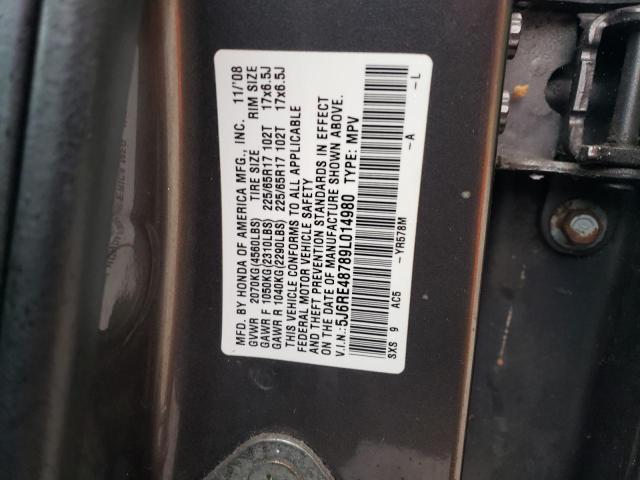 MFD. BY HONDA OF AMERICA MFG., INC. 11/'08
GVWR 2070KG(4560LBS) TIRE SIZE RIM SIZE
GAWR F 1050KG(2310LBS) 225/65R17 102T 17x6.5J
GAWR R 1040KG(2290LBS) 225/65R17 102T 17x6.5J
THIS VEHICLE CONFORMS TO ALL APPLICABLE
FEDERAL MOTOR VEHICLE SAFETY
AND THEFT PREVENTION STANDARDS IN EFFECT
ON THE DATE OF MANUFACTURE SHOWN ABOVE.
V.I.N.: 5J6RE48789L014980 TYPE: MPV
SXS 9 AC5 -YR578M -A -L